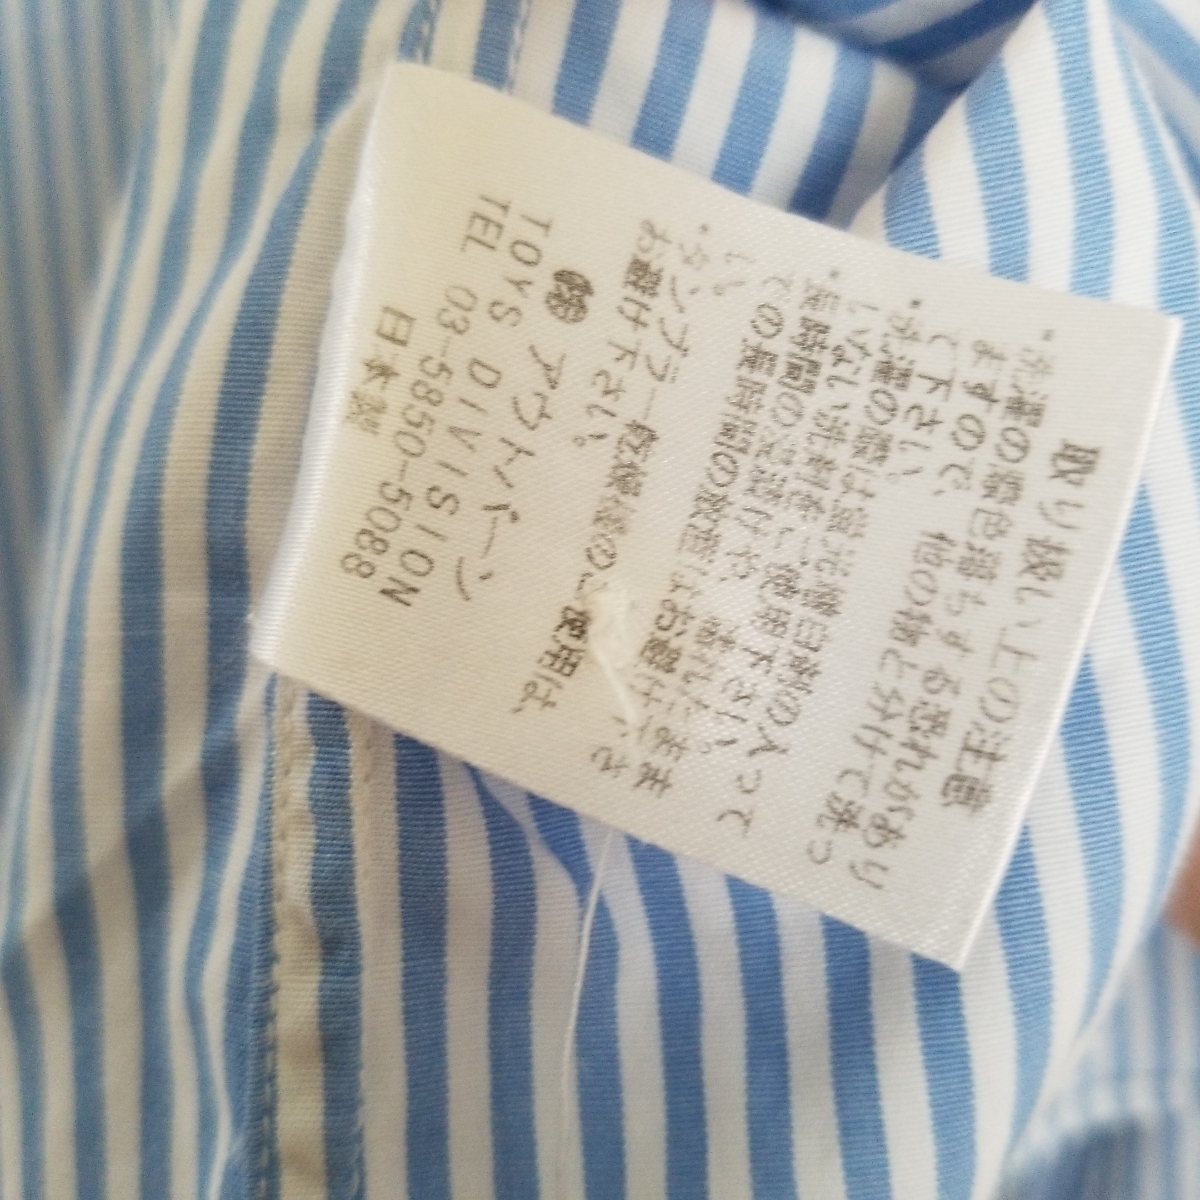 取り扱い上の注意
*洗濯の際色落ちする恐れがあり
ますので、他の物と分けて洗っ
て下さい。
*お洗濯の際は蛍光増白剤の入って
いない洗剤をご使用下さい。
*長時間の浸漬けや、濡れたま
までの長時間の放置はお避け下さ
い。
*タンブラー乾燥機のご使用は、
お避け下さい。
㈱アウトバーン
TOYS DIVISION
TEL 03-5850-5088
日本製